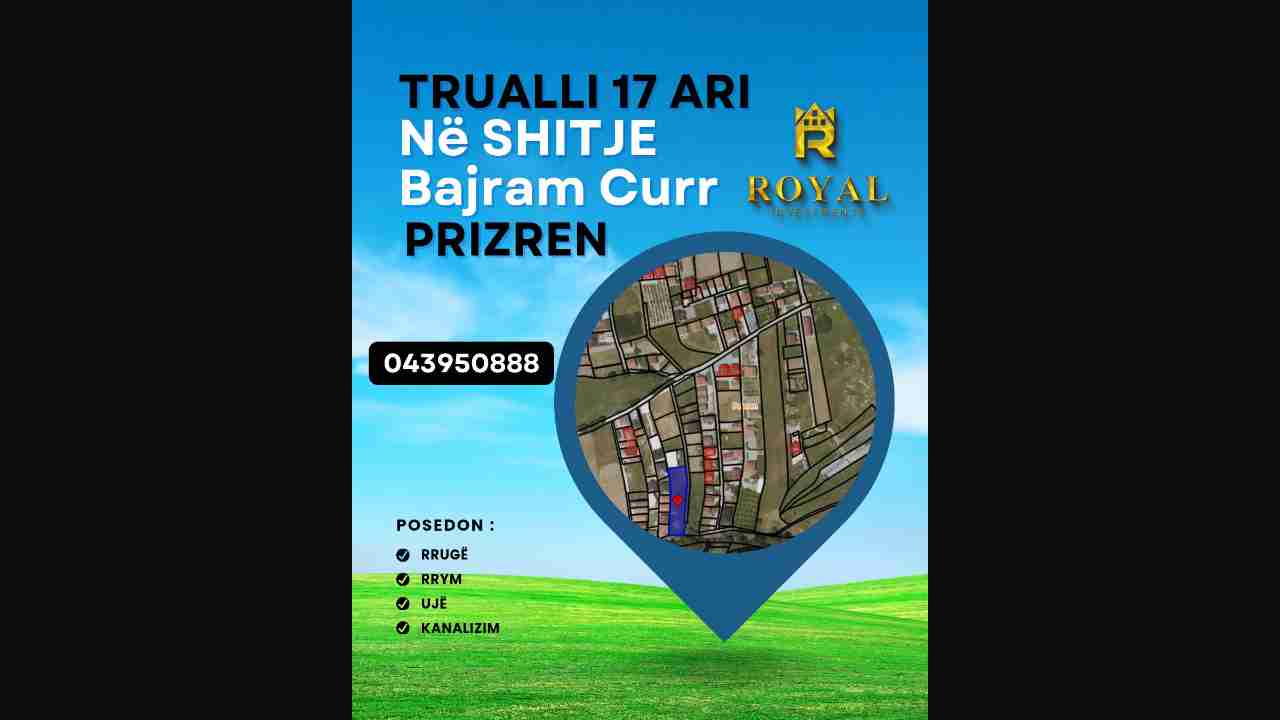 TRUALLI 17 ARI
Në SHITJE
Bajram Curr
PRIZREN
R
ROYAL
INVESTMENTS
043950888
POSEDON :
RRUGË
RRYM
UJË
KANALIZIM